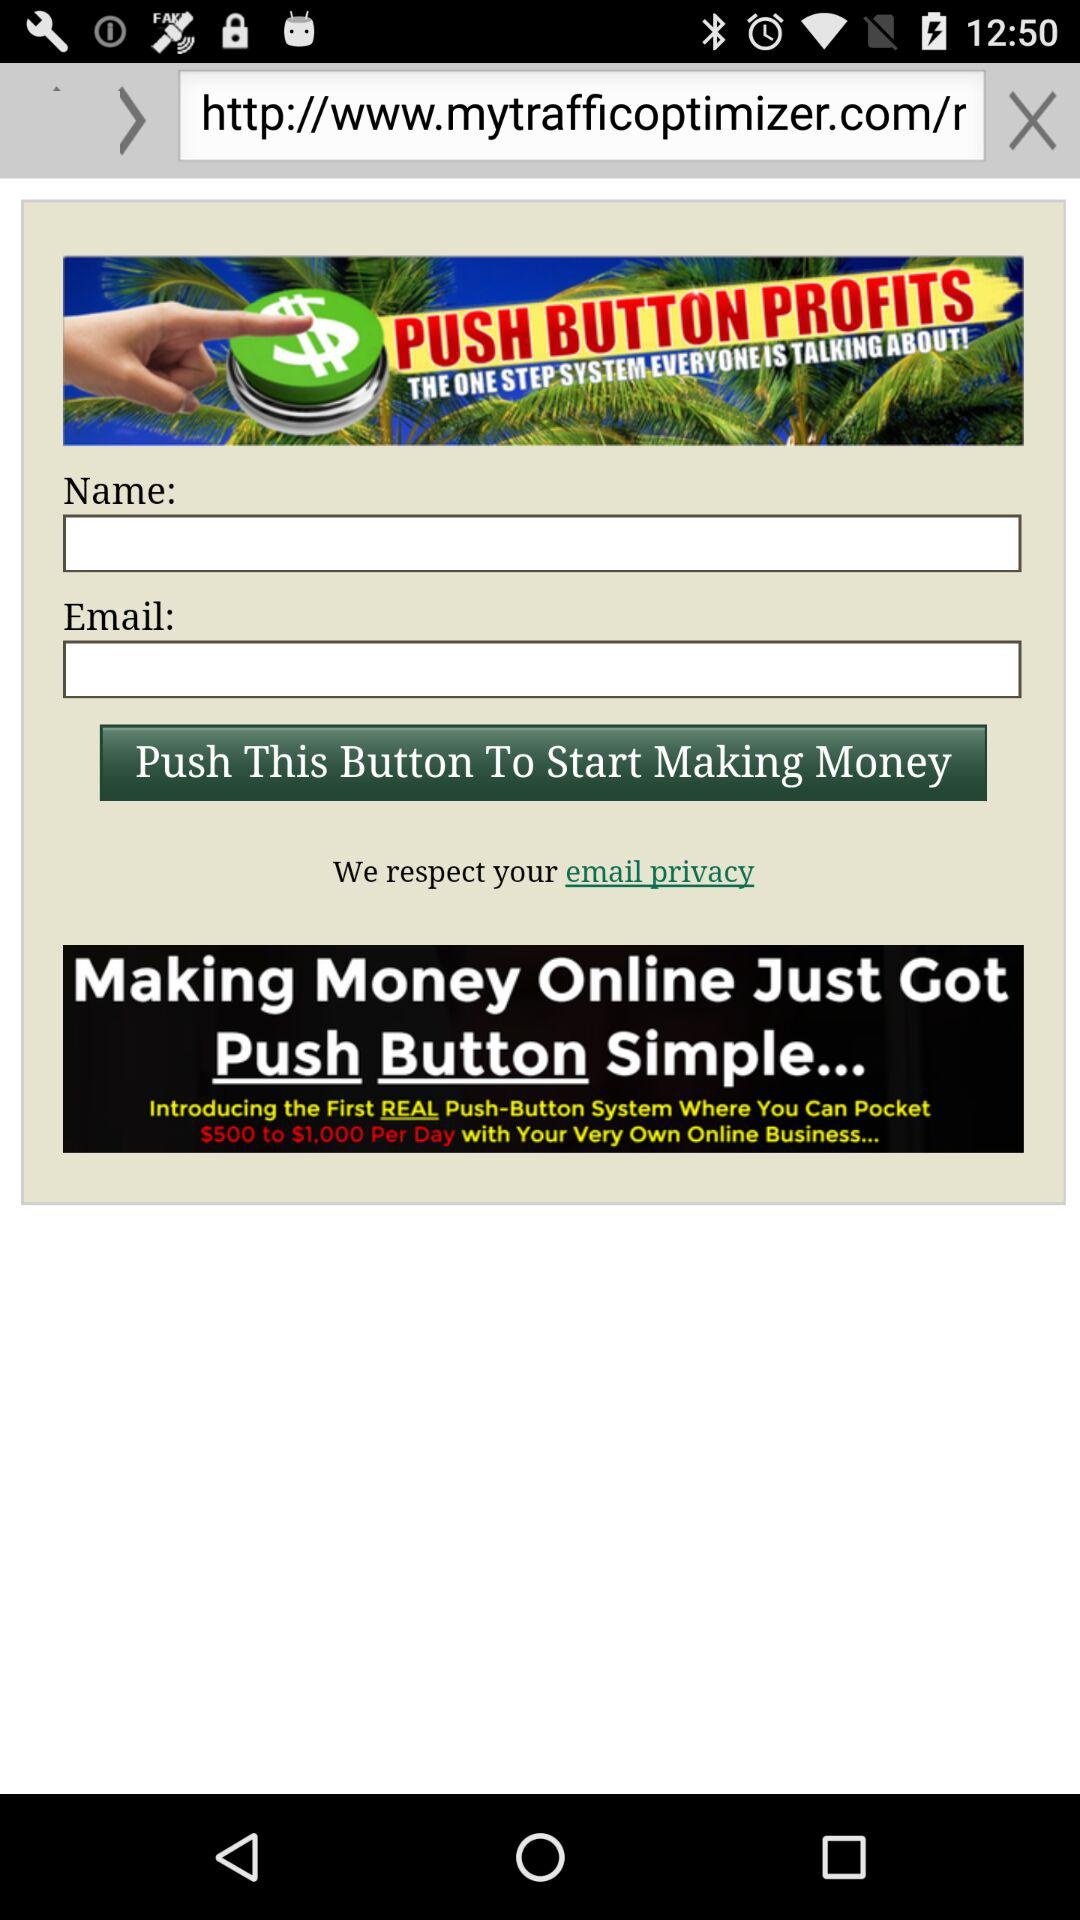 FAKE
12:50
http://www.mytrafficoptimizer.com/r
PUSH BUTTON PROFITS
THE ONE STEP SYSTEM EVERYONE IS TALKING ABOUT!
Name:
Email:
Push This Button To Start Making Money
We respect your email privacy
Making Money Online Just Got
Push Button Simple...
Introducing the First REAL Push-Button System Where You Can Pocket
$500 to $1,000 Per Day with Your Very Own Online Business...